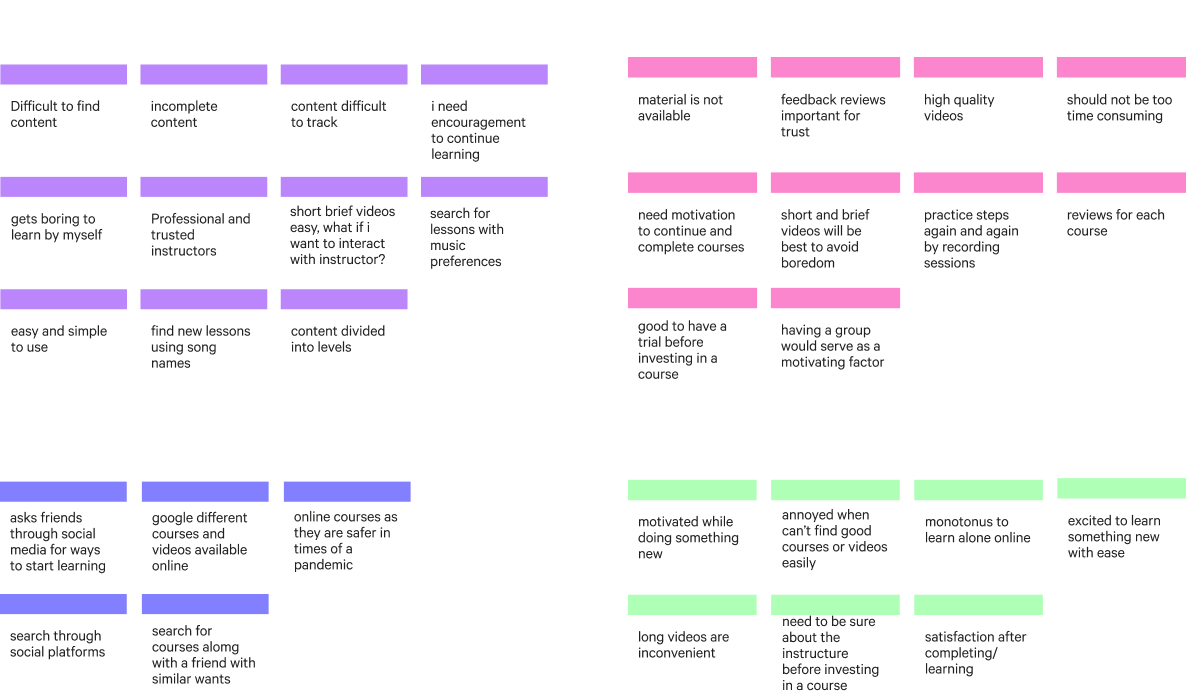 Difficult to find
content
incomplete
content
content difficult
to track
i need
encouragement
to continue
learning
gets boring to
learn by myself
Professional and
trusted
instructors
short brief videos
easy, what if i
want to interact
with instructor?
search for
lessons with
music
preferences
easy and simple
to use
find new lessons
using song
names
content divided
into levels
material is not
available
feedback reviews
important for
trust
high quality
videos
should not be too
time consuming
need motivation
to continue and
complete courses
short and brief
videos will be
best to avoid
boredom
practice steps
again and again
by recording
sessions
reviews for each
course
good to have a
trial before
investing in a
course
having a group
would serve as a
motivating factor
asks friends
through social
media for ways
to start learning
google different
courses and
videos available
online
online courses as
they are safer in
times of a
pandemic
search through
social platforms
search for
courses alomg
with a friend with
similar wants
motivated while
doing something
new
annoyed when
can't find good
courses or videos
easily
monotonus to
learn alone online
excited to learn
something new
with ease
long videos are
inconvenient
need to be sure
about the
instructure
before investing
in a course
satisfaction after
completing/
learning